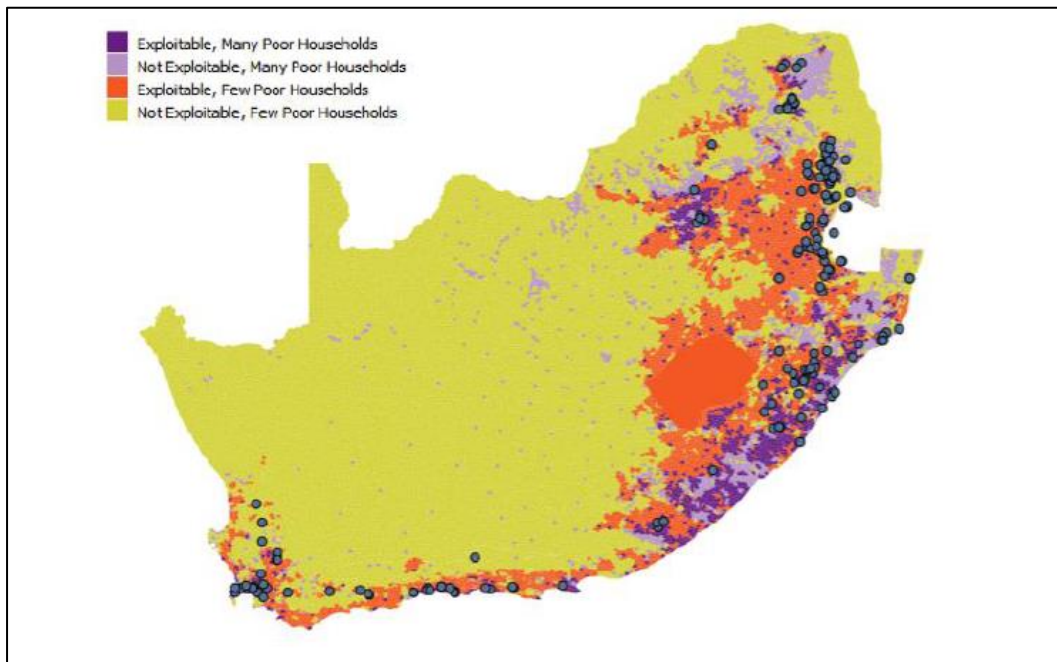 Exploitable, Many Poor Households
Not Exploitable, Many Poor Households
Exploitable, Few Poor Households
Not Exploitable, Few Poor Households